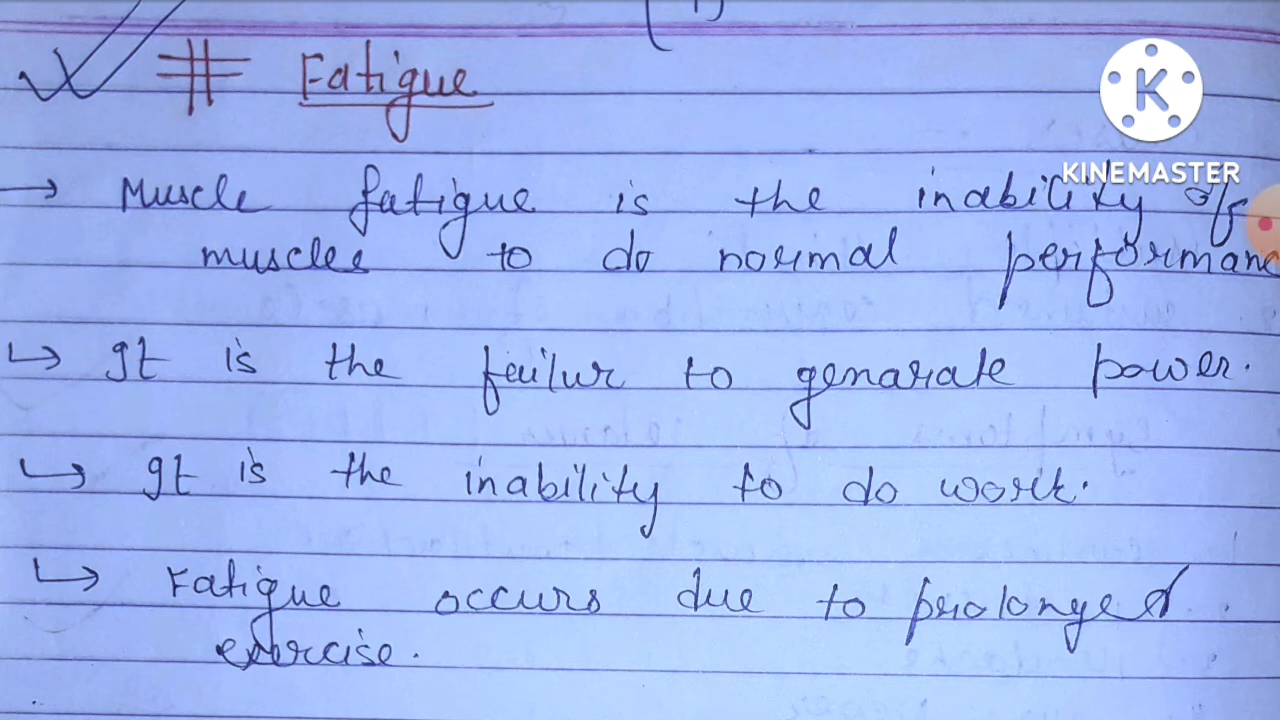 # Fatigue
KINEMASTER
→ Muscle fatigue is the inability of
muscles to do normal performanc
↳ It is the failur to genarate power.
↳ It is the inability to do work.
↳ Fatigue occurs due to prolonged
exercise.